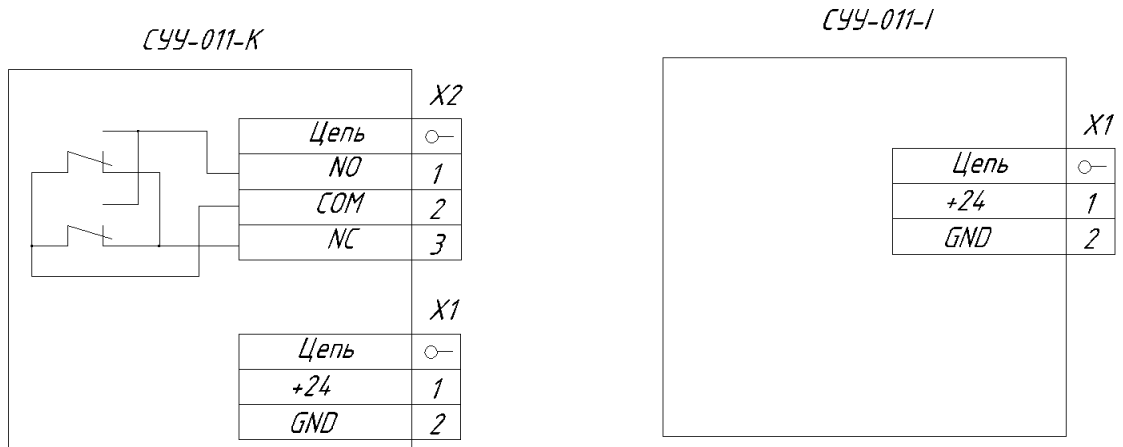 СУУ-011-К
X2
Цепь
NO 1
COM 2
NC 3
X1
Цепь
+24 1
GND 2
СУУ-011-I
X1
Цепь
+24 1
GND 2